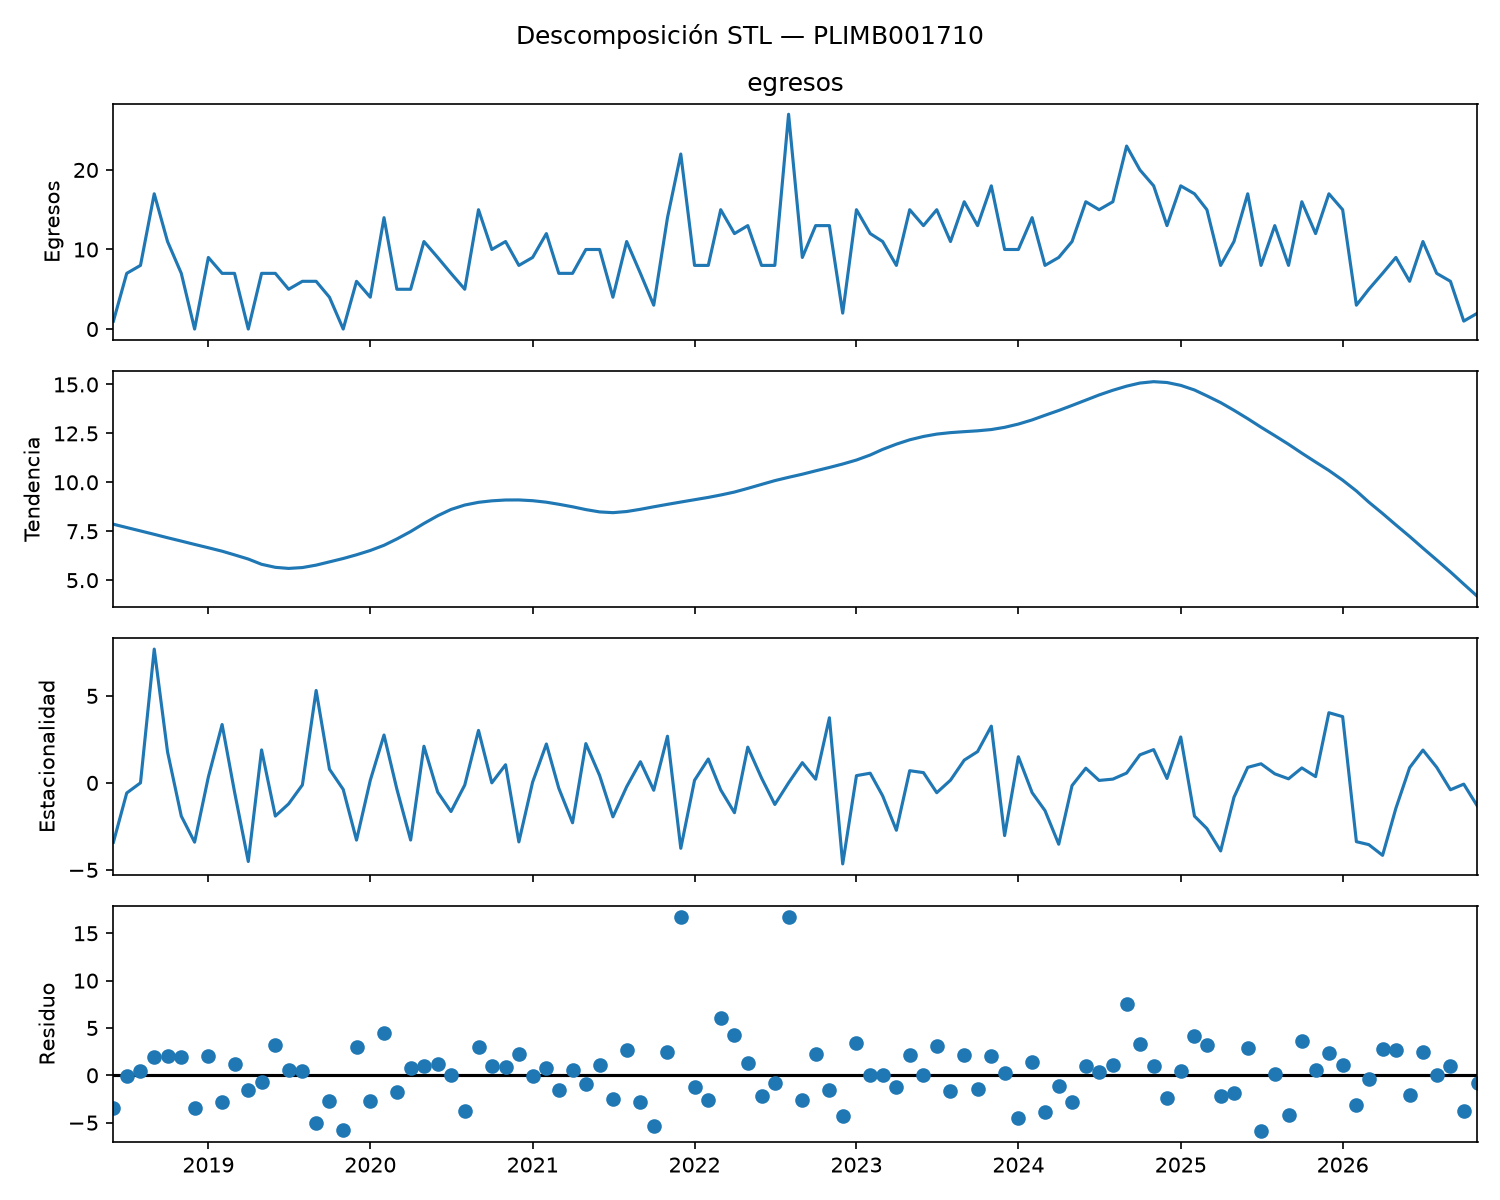 Descomposición STL — PLIMB001710
egresos
Egresos
20
10
0
Tendencia
15.0
12.5
10.0
7.5
5.0
Estacionalidad
5
0
−5
Residuo
15
10
5
0
−5
2019 2020 2021 2022 2023 2024 2025 2026